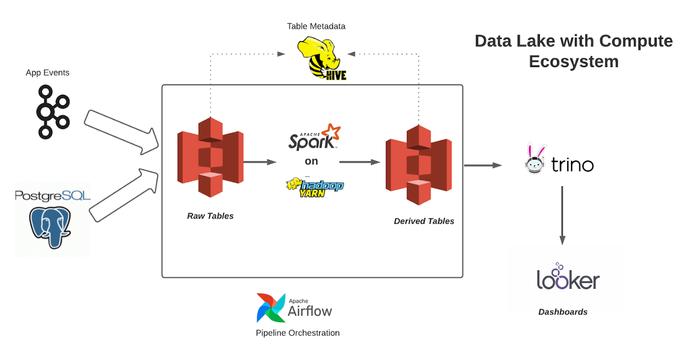 Table Metadata
HIVE
Data Lake with Compute
Ecosystem
App Events
APACHE
Spark
on
hadoop
YARN
PostgreSQL
trino
Raw Tables
Derived Tables
looker
Dashboards
Apache
Airflow
Pipeline Orchestration